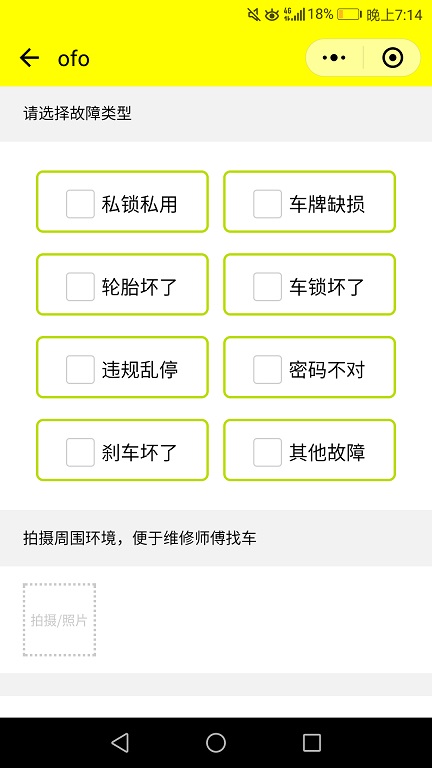 4G 18% 晚上7:14
ofo
请选择故障类型
私锁私用 车牌缺损
轮胎坏了 车锁坏了
违规乱停 密码不对
刹车坏了 其他故障
拍摄周围环境，便于维修师傅找车
拍摄/照片